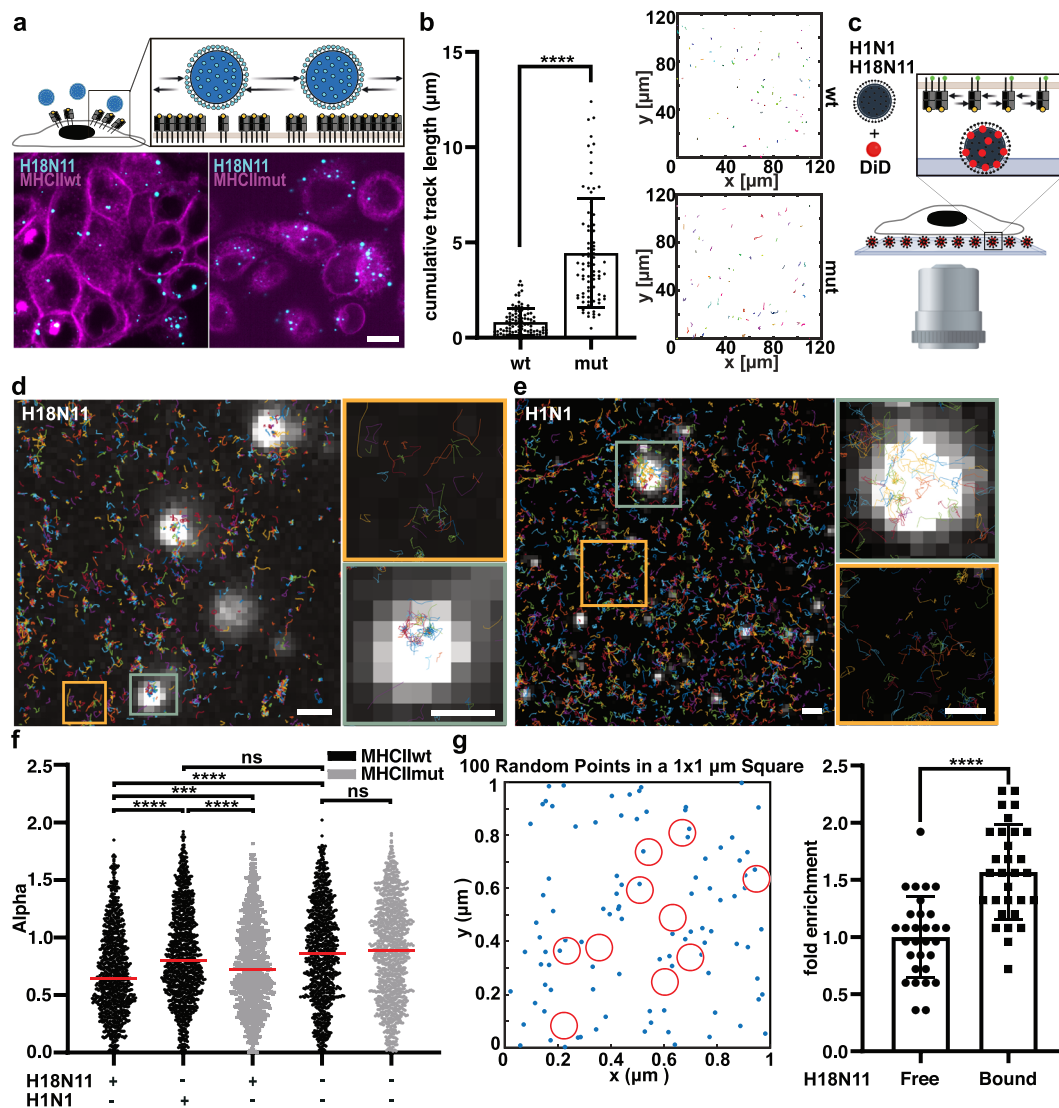 a
H18N11
MHCIIwt
H18N11
MHCIImut
b
cumulative track length (μm)
15
10
5
0
****
wt
mut
120
80
40
0
y [μm]
x [μm]
wt
120
80
40
0
y [μm]
0 40 80 120
x [μm]
mut
c
H1N1
H18N11
+
DiD
d
H18N11
e
H1N1
f
MHCIIwt
MHCIImut
ns
****
***
ns
**** ****
Alpha
2.5
2.0
1.5
1.0
0.5
0.0
H18N11 + - + - -
H1N1 - + - - -
g
100 Random Points in a 1x1 μm Square
y (μm)
1
0.8
0.6
0.4
0.2
0
0 0.2 0.4 0.6 0.8 1
x (μm )
fold enrichment
2.5
2.0
1.5
1.0
0.5
0.0
****
H18N11 Free Bound